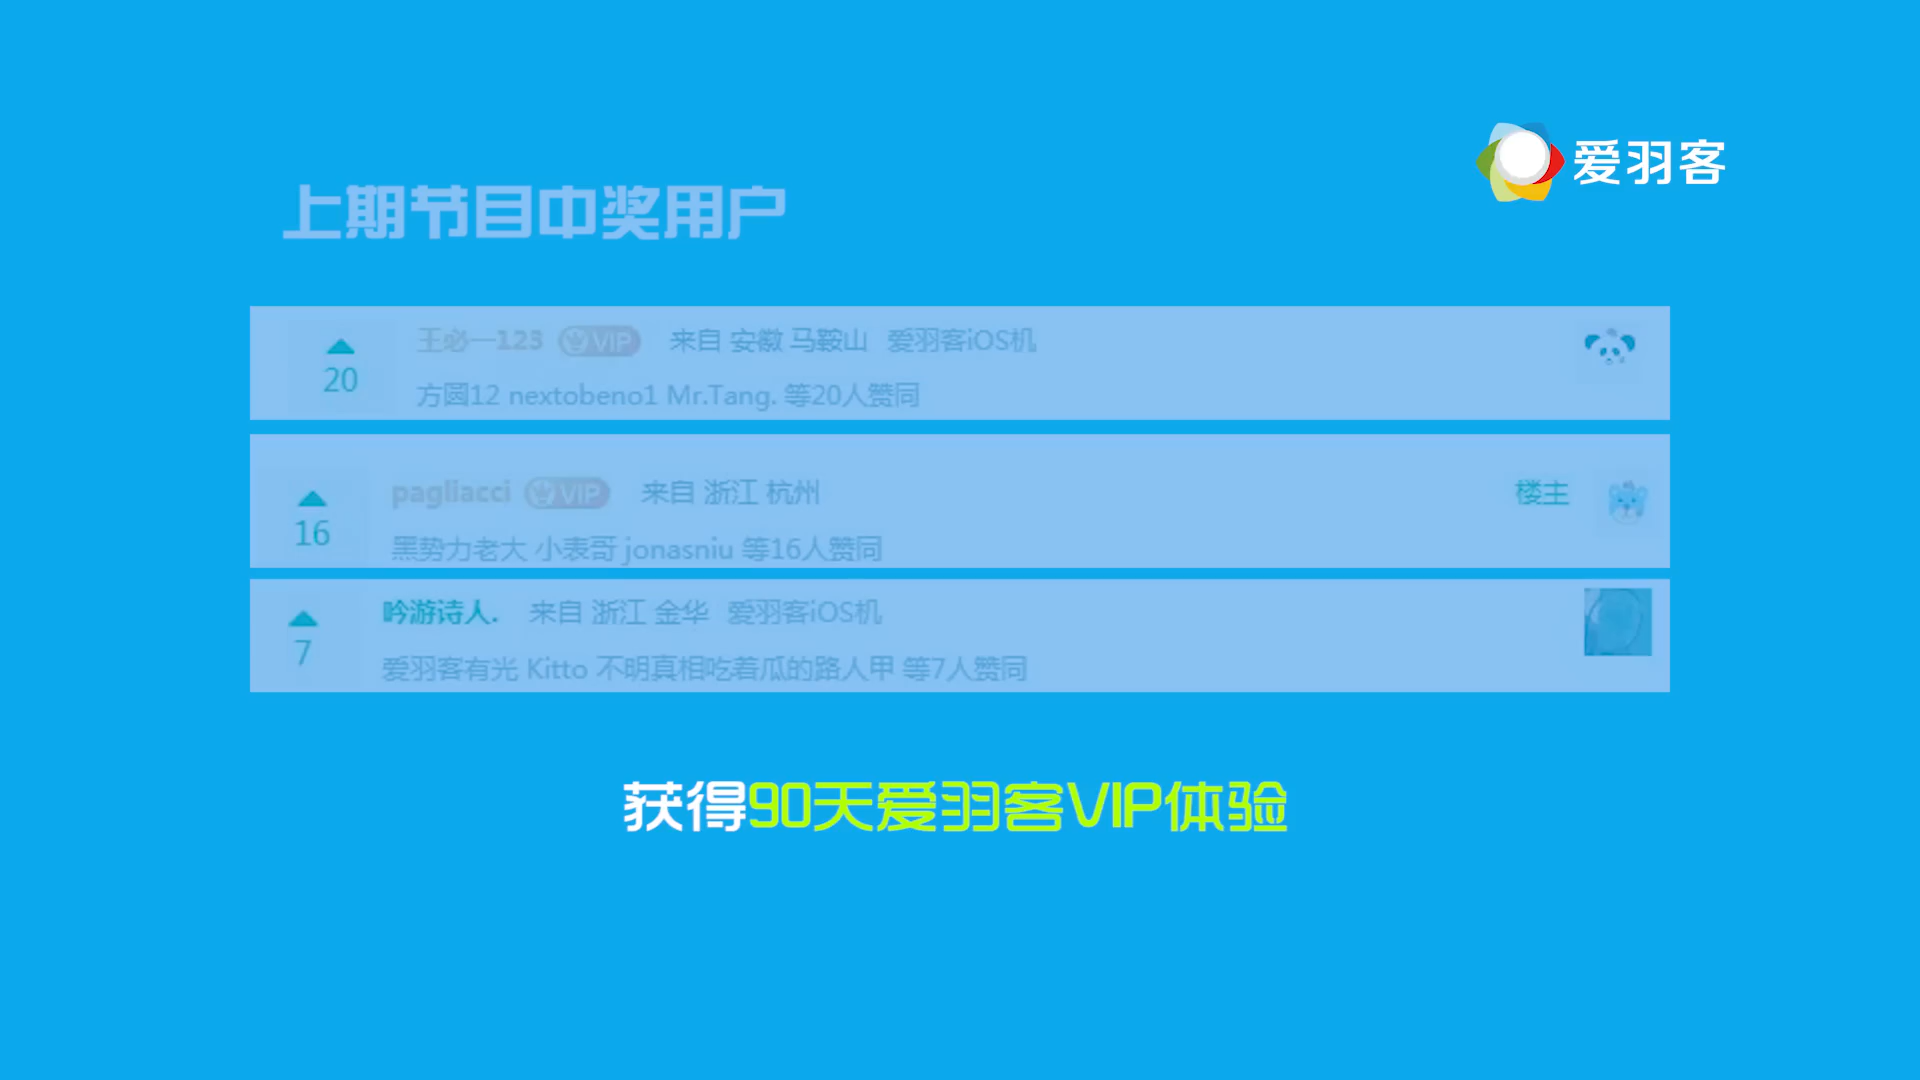 爱羽客
上期节目中奖用户
20
王必一123 VIP 来自 安徽 马鞍山 爱羽客iOS机
方圆12 nextobeno1 Mr.Tang. 等20人赞同
16
pagliacci VIP 来自 浙江 杭州 楼主
黑势力老大 小表哥 jonasniu 等16人赞同
7
吟游诗人. 来自 浙江 金华 爱羽客iOS机
爱羽客有光 Kitto 不明真相吃着瓜的路人甲 等7人赞同
获得90天爱羽客VIP体验